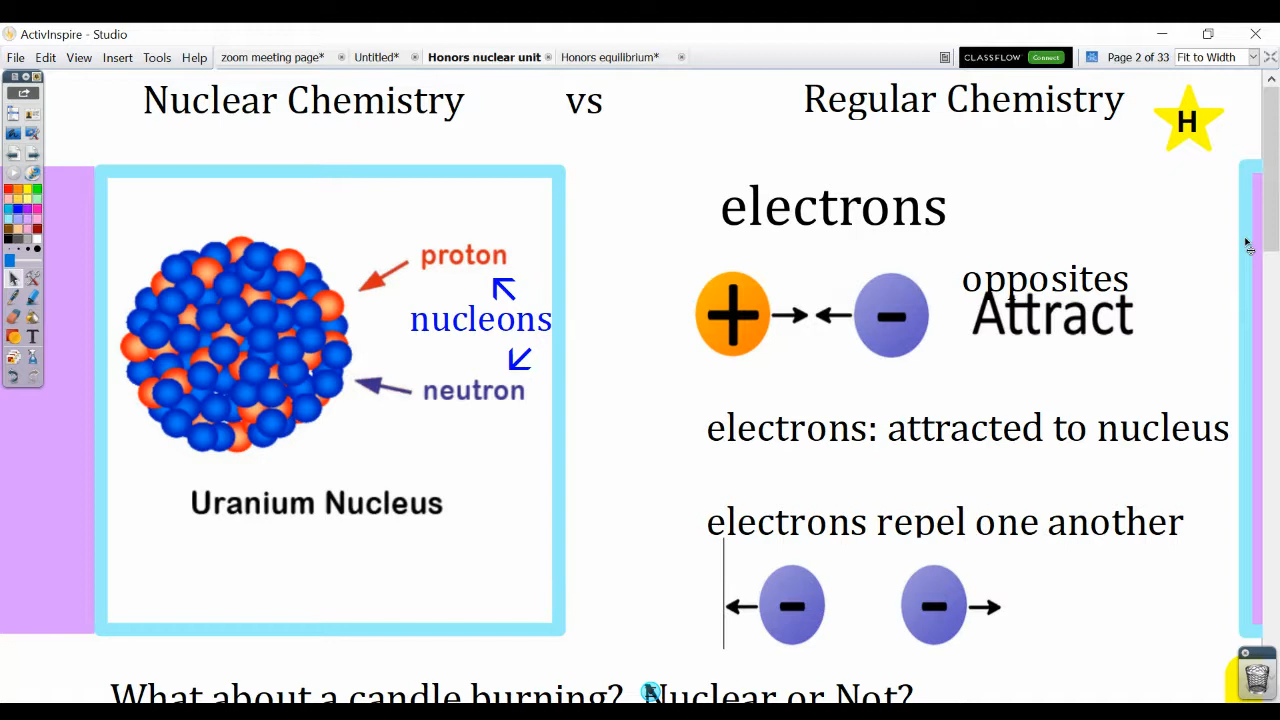 ActivInspire - Studio
File Edit View Insert Tools Help zoom meeting page* Untitled* Honors nuclear unit Honors equilibrium* CLASSFLOW Connect Page 2 of 33 Fit to Width
Nuclear Chemistry vs Regular Chemistry
H
electrons
proton
nucleons
neutron
Uranium Nucleus
+ -
opposites
Attract
electrons: attracted to nucleus
electrons repel one another
- -
What about a candle burning? Nuclear or Not?